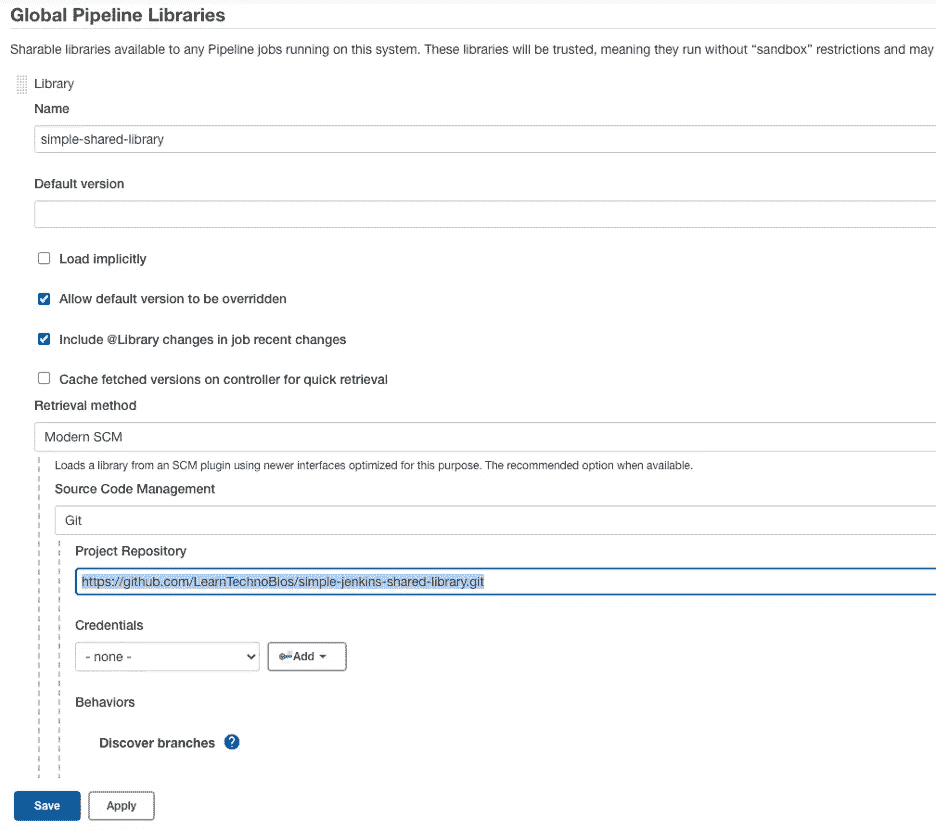 Global Pipeline Libraries
Sharable libraries available to any Pipeline jobs running on this system. These libraries will be trusted, meaning they run without “sandbox” restrictions and may
Library
Name
simple-shared-library
Default version
Load implicitly
Allow default version to be overridden
Include @Library changes in job recent changes
Cache fetched versions on controller for quick retrieval
Retrieval method
Modern SCM
Loads a library from an SCM plugin using newer interfaces optimized for this purpose. The recommended option when available.
Source Code Management
Git
Project Repository
https://github.com/LearnTechnoBios/simple-jenkins-shared-library.git
Credentials
- none -
Add
Behaviors
Discover branches ?
Save Apply